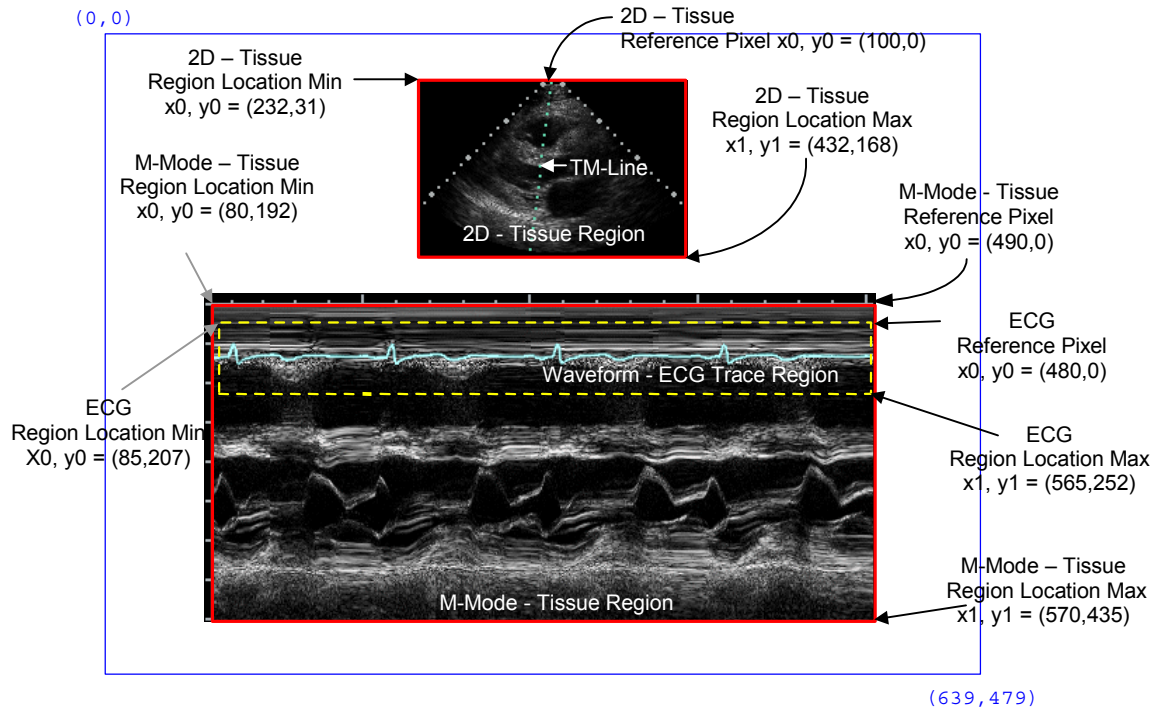 (0,0)
2D – Tissue
Reference Pixel x0, y0 = (100,0)
2D – Tissue
Region Location Min
x0, y0 = (232,31)
2D – Tissue
Region Location Max
x1, y1 = (432,168)
TM-Line
2D - Tissue Region
M-Mode – Tissue
Region Location Min
x0, y0 = (80,192)
M-Mode - Tissue
Reference Pixel
x0, y0 = (490,0)
ECG
Reference Pixel
x0, y0 = (480,0)
Waveform - ECG Trace Region
ECG
Region Location Min
X0, y0 = (85,207)
ECG
Region Location Max
x1, y1 = (565,252)
M-Mode – Tissue
Region Location Max
x1, y1 = (570,435)
M-Mode - Tissue Region
(639,479)